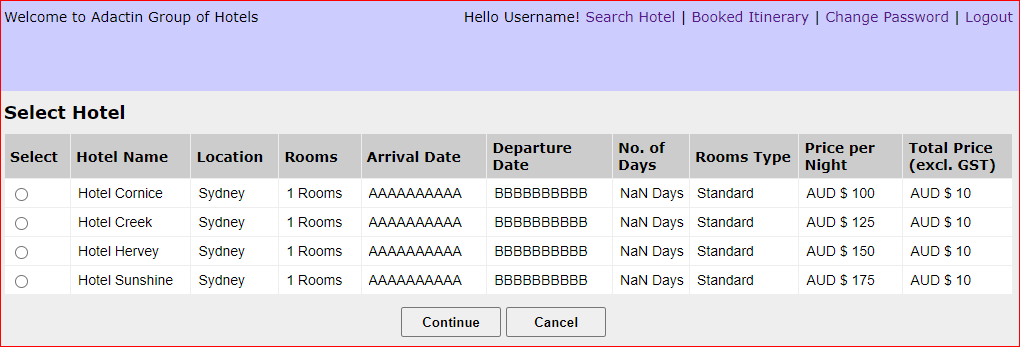 Welcome to Adactin Group of Hotels Hello Username! Search Hotel | Booked Itinerary | Change Password | Logout
Select Hotel
Select Hotel Name Location Rooms Arrival Date Departure Date No. of Days Rooms Type Price per Night Total Price (excl. GST)
Hotel Cornice Sydney 1 Rooms AAAAAAAAAA BBBBBBBBBB NaN Days Standard AUD $ 100 AUD $ 10
Hotel Creek Sydney 1 Rooms AAAAAAAAAA BBBBBBBBBB NaN Days Standard AUD $ 125 AUD $ 10
Hotel Hervey Sydney 1 Rooms AAAAAAAAAA BBBBBBBBBB NaN Days Standard AUD $ 150 AUD $ 10
Hotel Sunshine Sydney 1 Rooms AAAAAAAAAA BBBBBBBBBB NaN Days Standard AUD $ 175 AUD $ 10
Continue Cancel